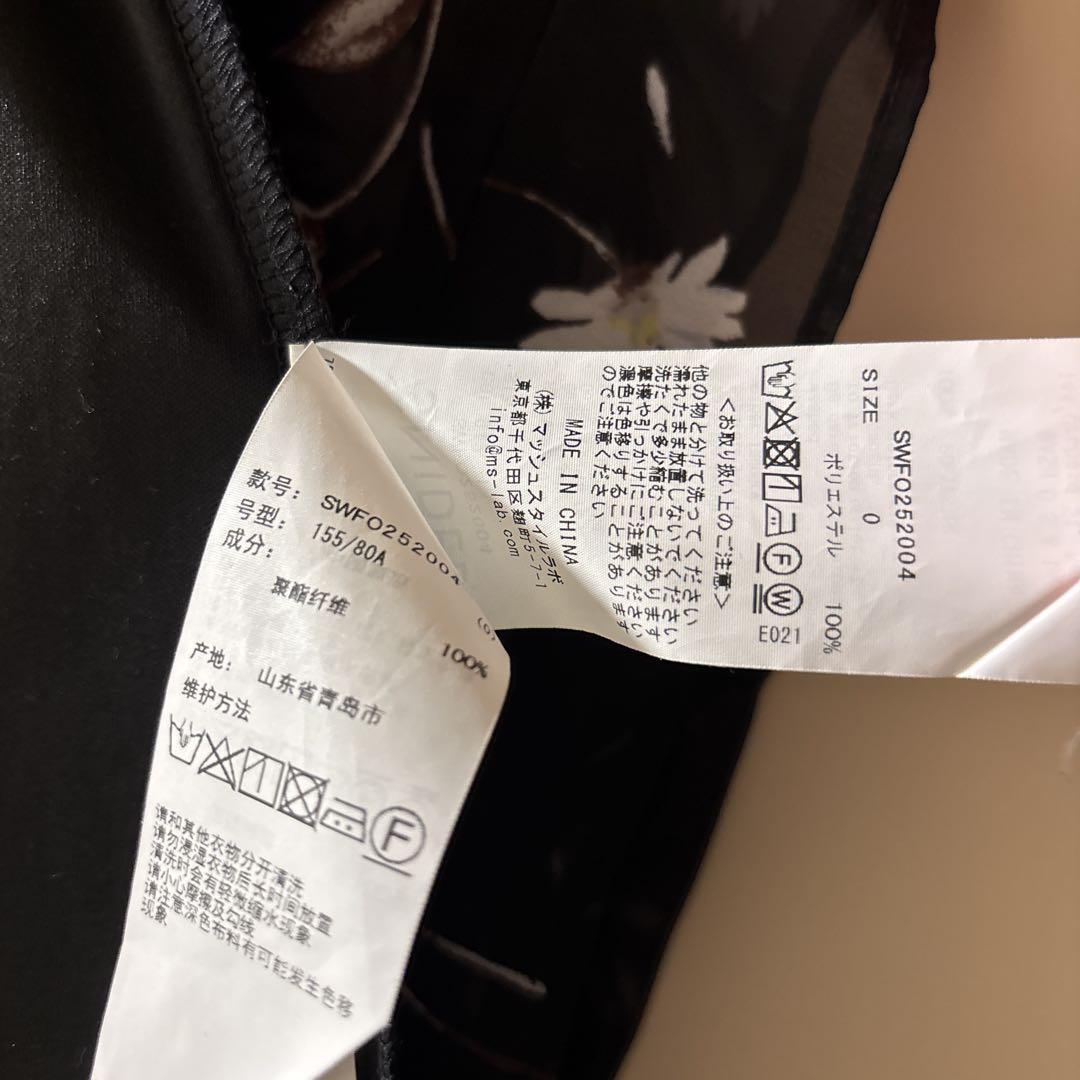 SWFO252004
SIZE 0
ポリエステル 100%
F
W
E021
<お取り扱い上のご注意>
他の物と分けて洗ってください
濡れたまま放置しないでください
洗たくで多少縮むことがあります
摩擦や引っかけにご注意ください
濃色は色移りすることがあります
のでご注意ください
MADE IN CHINA
(株)マッシュスタイルラボ
東京都千代田区麹町5-7-1
info@ms-lab.com
款号: SWFO252004
号型: 155/80A (0)
成分:
聚酯纤维 100%
产地: 山东省青岛市
维护方法
F
请和其他衣物分开清洗
请勿浸湿衣物后长时间放置
清洗时会有轻微缩水现象
请小心摩擦及勾线
请注意深色布料有可能发生色移
现象